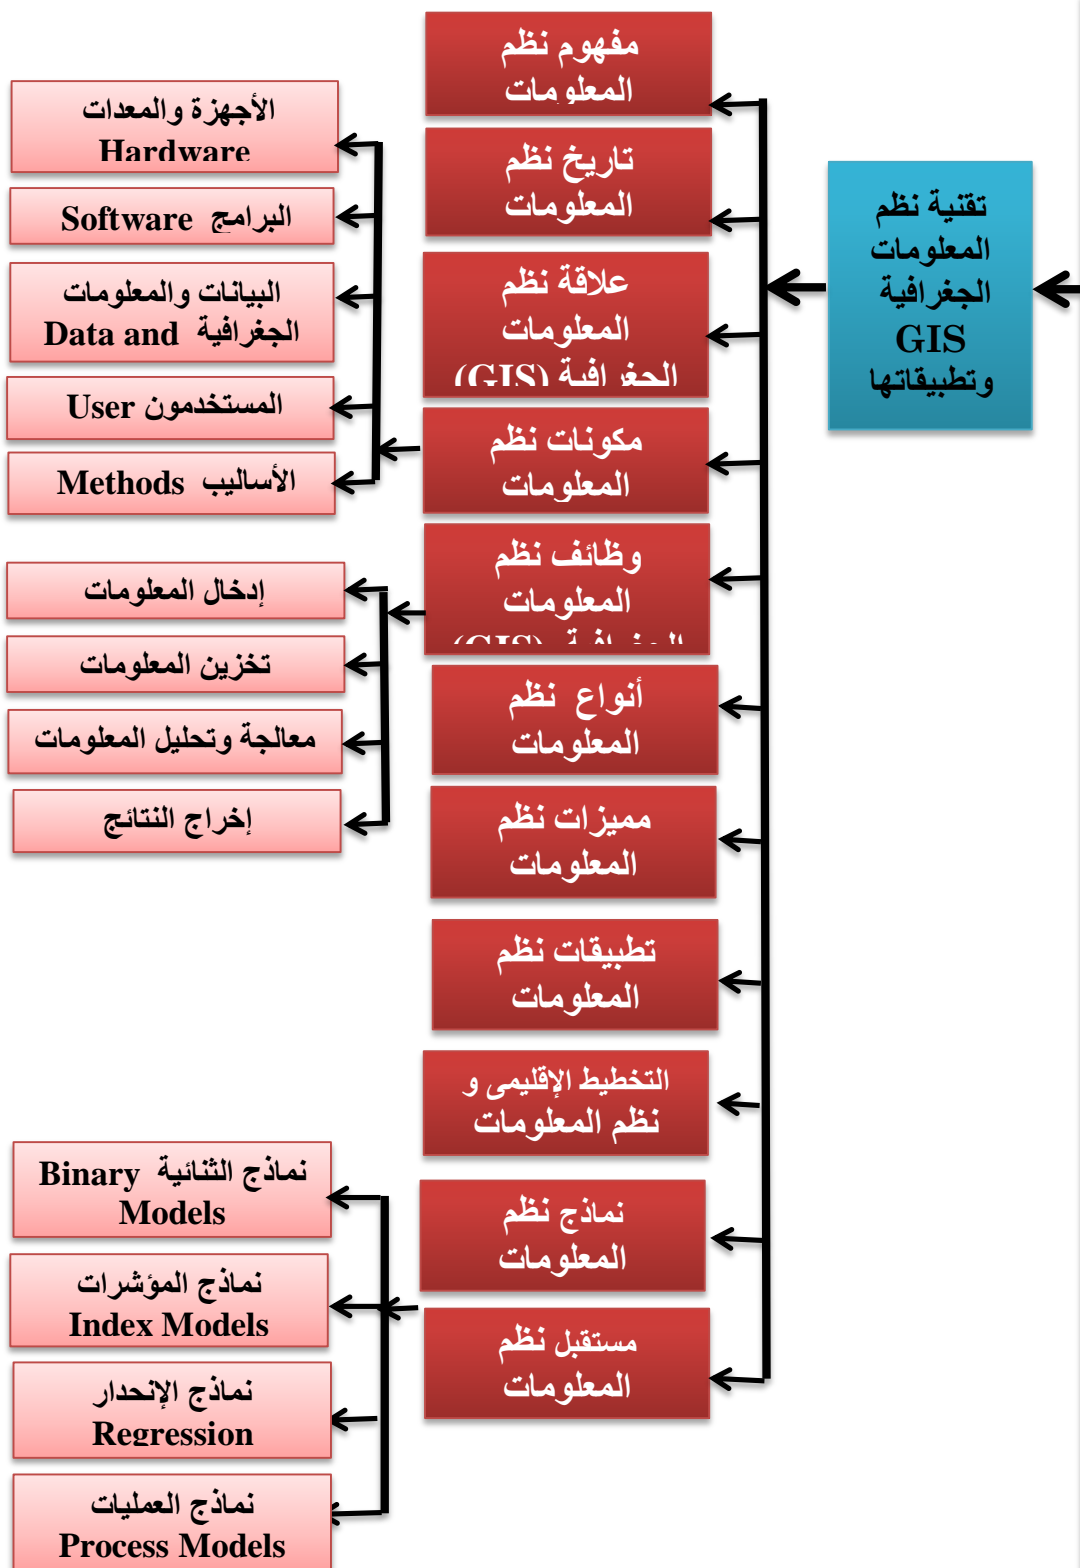 تقنية نظم
المعلومات
الجغرافية
GIS
وتطبيقاتها
مفهوم نظم
المعلومات
تاريخ نظم
المعلومات
علاقة نظم
المعلومات
الجغرافية (GIS)
مكونات نظم
المعلومات
وظائف نظم
المعلومات
الجغرافية (GIS)
أنواع نظم
المعلومات
مميزات نظم
المعلومات
تطبيقات نظم
المعلومات
التخطيط الإقليمى و
نظم المعلومات
نماذج نظم
المعلومات
مستقبل نظم
المعلومات
الأجهزة والمعدات
Hardware
البرامج Software
البيانات والمعلومات
الجغرافية Data and
المستخدمون User
الأساليب Methods
إدخال المعلومات
تخزين المعلومات
معالجة وتحليل المعلومات
إخراج النتائج
نماذج الثنائية Binary
Models
نماذج المؤشرات
Index Models
نماذج الإنحدار
Regression
نماذج العمليات
Process Models